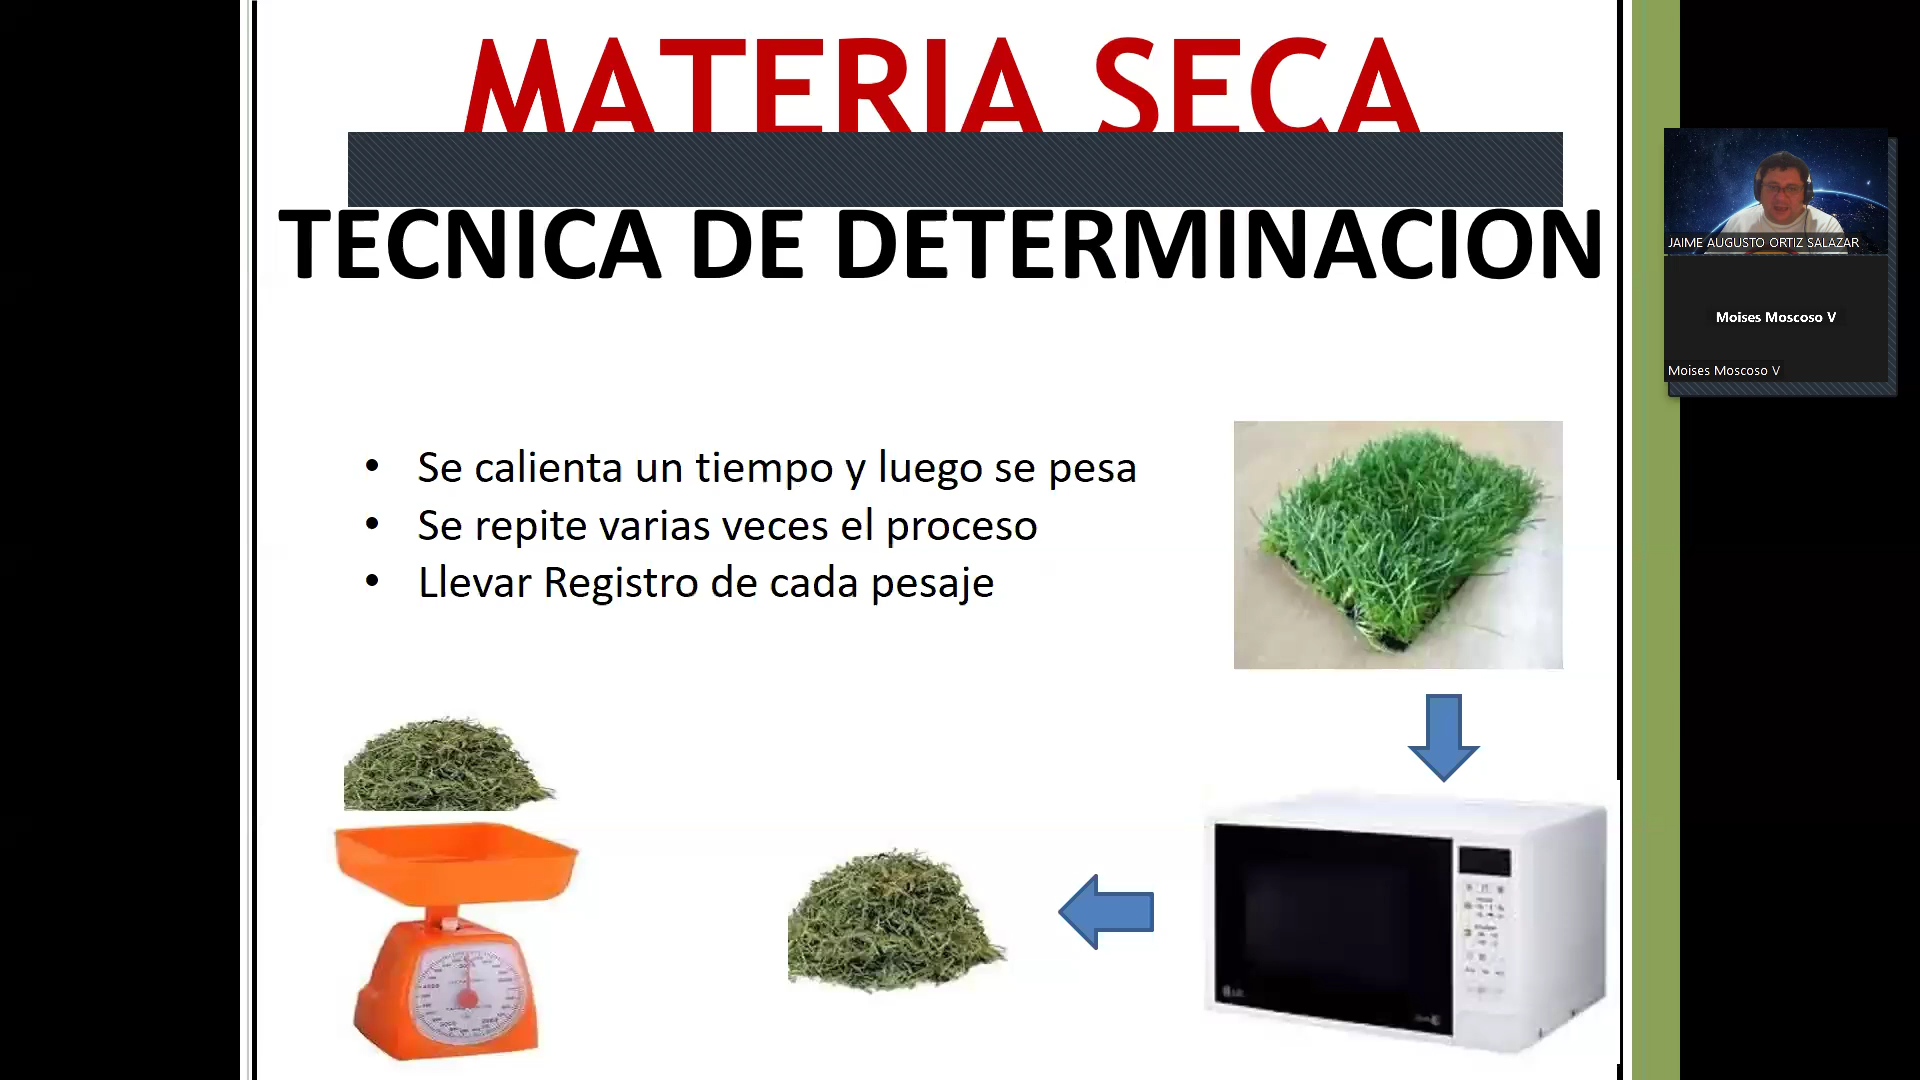 MATERIA SECA
TECNICA DE DETERMINACION
• Se calienta un tiempo y luego se pesa
• Se repite varias veces el proceso
• Llevar Registro de cada pesaje
JAIME AUGUSTO ORTIZ SALAZAR
Moises Moscoso V
Moises Moscoso V
LG